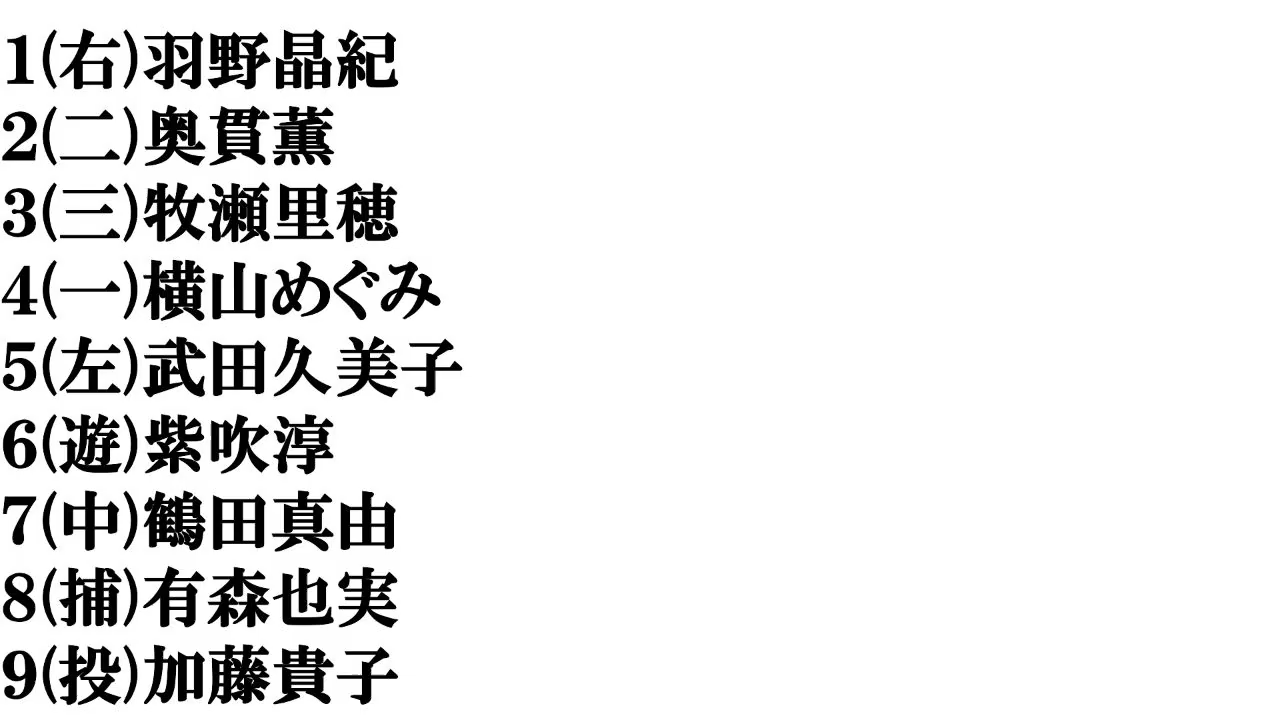 1(右)羽野晶紀
2(二)奥貫薫
3(三)牧瀬里穂
4(一)横山めぐみ
5(左)武田久美子
6(遊)紫吹淳
7(中)鶴田真由
8(捕)有森也実
9(投)加藤貴子